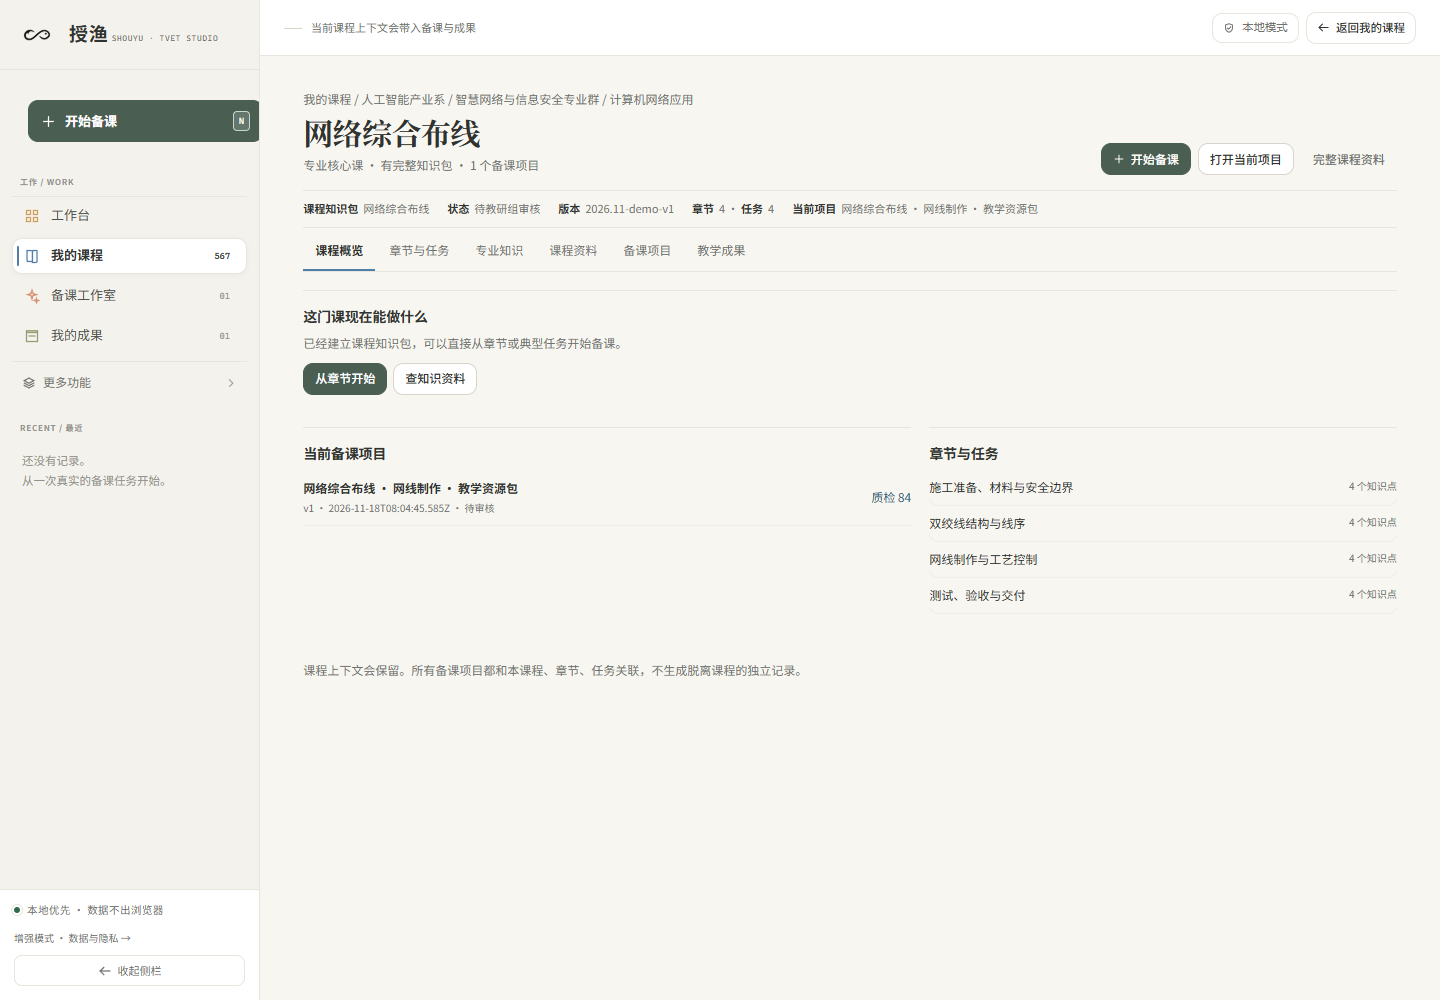 授渔 SHOUYU · TVET STUDIO
开始备课 N
工作 / WORK
工作台
我的课程 567
备课工作室 01
我的成果 01
更多功能
RECENT / 最近
还没有记录。
从一次真实的备课任务开始。
本地优先 · 数据不出浏览器
增强模式 · 数据与隐私 →
收起侧栏
当前课程上下文会带入备课与成果
本地模式
返回我的课程
我的课程 / 人工智能产业系 / 智慧网络与信息安全专业群 / 计算机网络应用
网络综合布线
专业核心课 · 有完整知识包 · 1 个备课项目
开始备课
打开当前项目
完整课程资料
课程知识包 网络综合布线 状态 待教研组审核 版本 2026.11-demo-v1 章节 4 · 任务 4 当前项目 网络综合布线 · 网线制作 · 教学资源包
课程概览 章节与任务 专业知识 课程资料 备课项目 教学成果
这门课现在能做什么
已经建立课程知识包，可以直接从章节或典型任务开始备课。
从章节开始 查知识资料
当前备课项目
网络综合布线 · 网线制作 · 教学资源包
v1 · 2026-11-18T08:04:45.585Z · 待审核
质检 84
章节与任务
施工准备、材料与安全边界 4 个知识点
双绞线结构与线序 4 个知识点
网线制作与工艺控制 4 个知识点
测试、验收与交付 4 个知识点
课程上下文会保留。所有备课项目都和本课程、章节、任务关联，不生成脱离课程的独立记录。